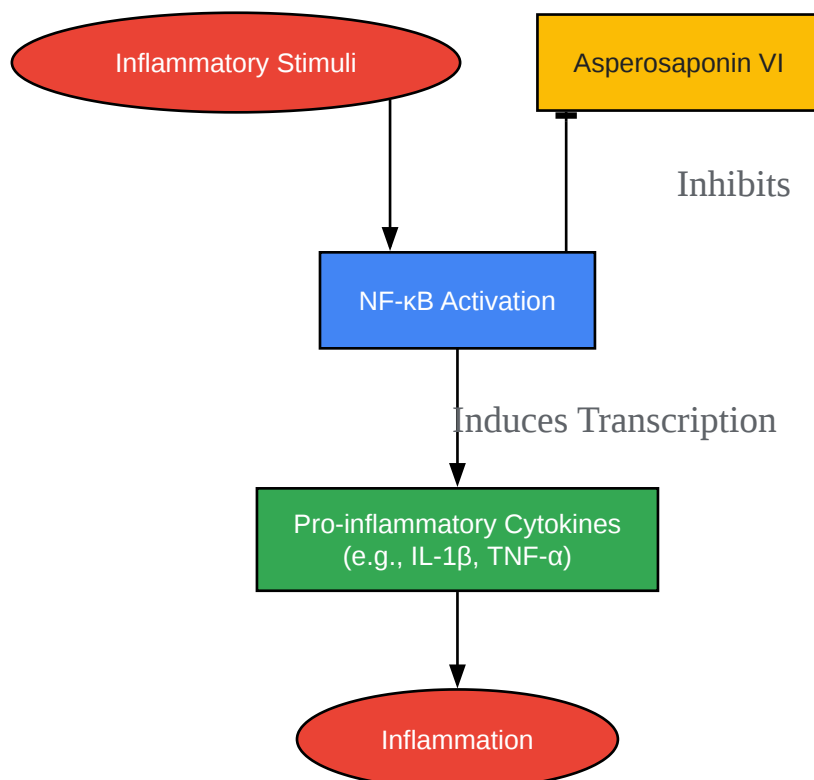 Inflammatory Stimuli
Asperosaponin VI
Inhibits
NF-κB Activation
Induces Transcription
Pro-inflammatory Cytokines
(e.g., IL-1β, TNF-α)
Inflammation